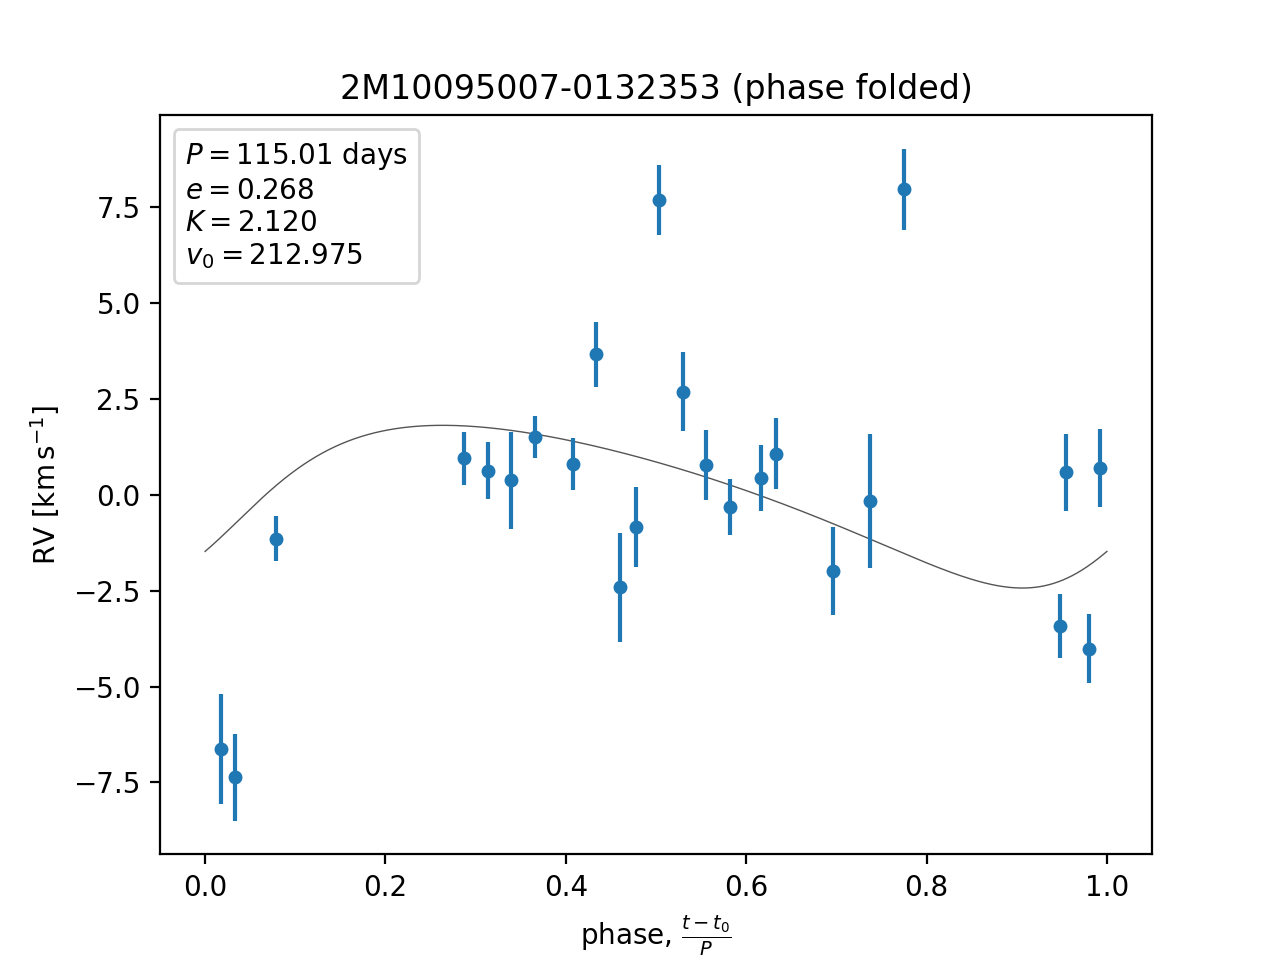 2M10095007-0132353 (phase folded)
P = 115.01 days
e = 0.268
K = 2.120
v₀ = 212.975
7.5
5.0
2.5
0.0
−2.5
−5.0
−7.5
RV [km s⁻¹]
0.0 0.2 0.4 0.6 0.8 1.0
phase, (t − t₀)/P